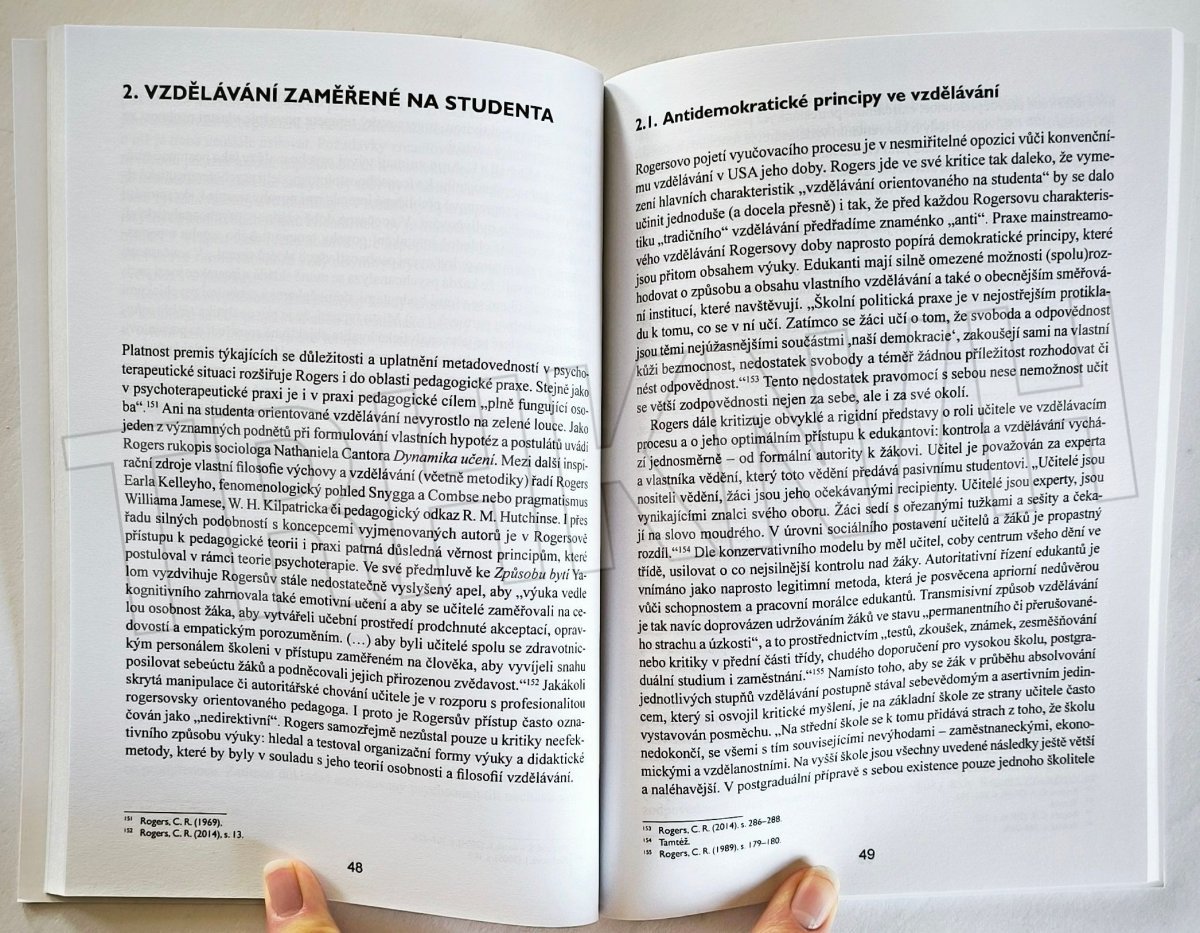 2. VZDĚLÁVÁNÍ ZAMĚŘENÉ NA STUDENTA
Platnost premis týkajících se důležitosti a uplatnění metadovedností v psycho-
terapeutické situaci rozšiřuje Rogers i do oblasti pedagogické praxe. Stejně jako
v psychoterapeutické praxi je i v praxi pedagogické cílem „plně fungující oso-
ba“.151 Ani na studenta orientované vzdělávání nevyrostlo na zelené louce. Jako
jeden z významných podnětů při formulování vlastních hypotéz a postulátů uvádí
Rogers rukopis sociologa Nathaniela Cantora Dynamika učení. Mezi další inspi-
rační zdroje vlastní filosofie výchovy a vzdělávání (včetně metodiky) řadí Rogers
Earla Kelleyho, fenomenologický pohled Snygga a Combse nebo pragmatismus
Williama Jamese, W. H. Kilpatricka či pedagogický odkaz R. M. Hutchinse. I přes
řadu silných podobností s koncepcemi vyjmenovaných autorů je v Rogersově
přístupu k pedagogické teorii i praxi patrná důsledná věrnost principům, které
postuloval v rámci teorie psychoterapie. Ve své předmluvě ke Způsobu bytí Ya-
lom vyzdvihuje Rogersův stále nedostatečně vyslyšený apel, aby „výuka vedle
kognitivního zahrnovala také emotivní učení a aby se učitelé zaměřovali na ce-
lou osobnost žáka, aby vytvářeli učební prostředí prodchnuté akceptací, oprav-
dovostí a empatickým porozuměním. (…) aby byli učitelé spolu se zdravotnic-
kým personálem školeni v přístupu zaměřeném na člověka, aby vyvíjeli snahu
posilovat sebeúctu žáků a podněcovali jejich přirozenou zvědavost.“152 Jakákoli
skrytá manipulace či autoritářské chování učitele je v rozporu s profesionalitou
rogersovsky orientovaného pedagoga. I proto je Rogersův přístup často ozna-
čován jako „nedirektivní“. Rogers samozřejmě nezůstal pouze u kritiky neefek-
tivního způsobu výuky: hledal a testoval organizační formy výuky a didaktické
metody, které by byly v souladu s jeho teorií osobnosti a filosofií vzdělávání.
151 Rogers, C. R. (1969).
152 Rogers, C. R. (2014). s. 13.
48
2.1. Antidemokratické principy ve vzdělávání
Rogersovo pojetí vyučovacího procesu je v nesmiřitelné opozici vůči konvenční-
mu vzdělávání v USA jeho doby. Rogers jde ve své kritice tak daleko, že vyme-
zení hlavních charakteristik „vzdělávání orientovaného na studenta“ by se dalo
učinit jednoduše (a docela přesně) i tak, že před každou Rogersovu charakteris-
tiku „tradičního“ vzdělávání předřadíme znaménko „anti“. Praxe mainstreamo-
vého vzdělávání Rogersovy doby naprosto popírá demokratické principy, které
jsou přitom obsahem výuky. Edukanti mají silně omezené možnosti (spolu)roz-
hodovat o způsobu a obsahu vlastního vzdělávání a také o obecnějším směřová-
ní institucí, které navštěvují. „Školní politická praxe je v nejostřejším protikla-
du k tomu, co se v ní učí. Zatímco se žáci učí o tom, že svoboda a odpovědnost
jsou těmi nejúžasnějšími součástmi ‚naší demokracie‘, zakoušejí sami na vlastní
kůži bezmocnost, nedostatek svobody a téměř žádnou příležitost rozhodovat či
nést odpovědnost.“153 Tento nedostatek pravomocí s sebou nese nemožnost učit
se větší zodpovědnosti nejen za sebe, ale i za své okolí.
Rogers dále kritizuje obvyklé a rigidní představy o roli učitele ve vzdělávacím
procesu a o jeho optimálním přístupu k edukantovi: kontrola a vzdělávání vychá-
zí jednosměrně – od formální autority k žákovi. Učitel je považován za experta
a vlastníka vědění, který toto vědění předává pasivnímu studentovi. „Učitelé jsou
nositeli vědění, žáci jsou jeho očekávanými recipienty. Učitelé jsou experty, jsou
vynikajícími znalci svého oboru. Žáci sedí s ořezanými tužkami a sešity a čeka-
jí na slovo moudrého. V úrovni sociálního postavení učitelů a žáků je propastný
rozdíl.“154 Dle konzervativního modelu by měl učitel, coby centrum všeho dění ve
třídě, usilovat o co nejsilnější kontrolu nad žáky. Autoritativní řízení edukantů je
vnímáno jako naprosto legitimní metoda, která je posvěcena apriorní nedůvěrou
vůči schopnostem a pracovní morálce edukantů. Transmisivní způsob vzdělávání
je tak navíc doprovázen udržováním žáků ve stavu „permanentního či přerušované-
ho strachu a úzkosti“, a to prostřednictvím „testů, zkoušek, známek, zesměšňování
nebo kritiky v přední části třídy, chudého doporučení pro vysokou školu, postgra-
duální studium i zaměstnání.“155 Namísto toho, aby se žák v průběhu absolvování
jednotlivých stupňů vzdělávání postupně stával sebevědomým a asertivním jedin-
cem, který si osvojil kritické myšlení, je na základní škole ze strany učitele často
vystavován posměchu. „Na střední škole se k tomu přidává strach z toho, že školu
nedokončí, se všemi s tím souvisejícími nevýhodami – zaměstnaneckými, ekono-
mickými a vzdělanostními. Na vyšší škole jsou všechny uvedené následky ještě větší
a naléhavější. V postgraduální přípravě s sebou existence pouze jednoho školitele
153 Rogers, C. R. (2014). s. 286–288.
154 Tamtéž.
155 Rogers, C. R. (1989). s. 179–180.
49